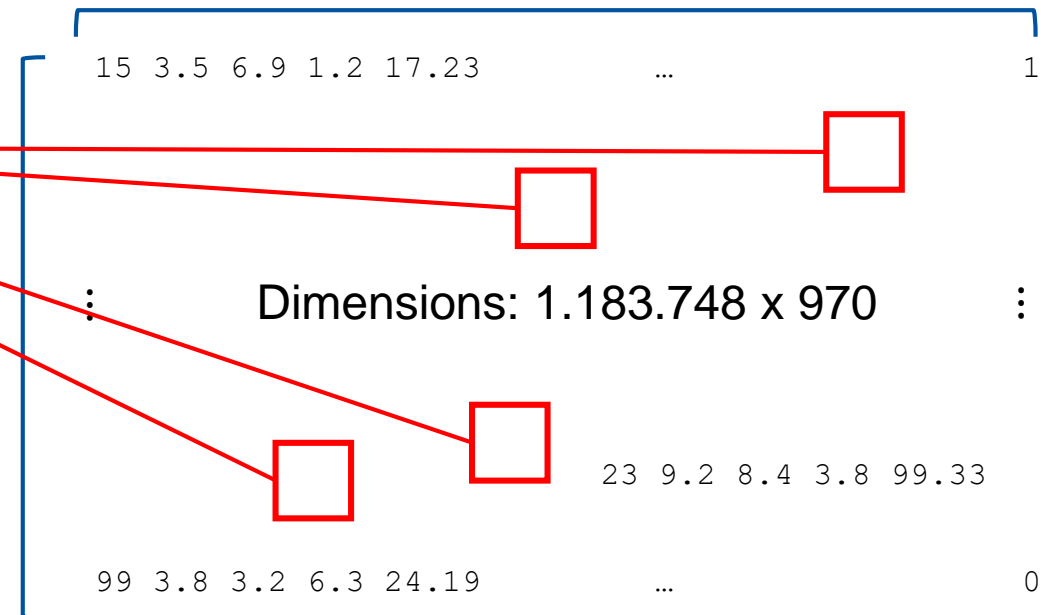 15 3.5 6.9 1.2 17.23 … 1
⋮ Dimensions: 1.183.748 x 970 ⋮
23 9.2 8.4 3.8 99.33
99 3.8 3.2 6.3 24.19 … 0